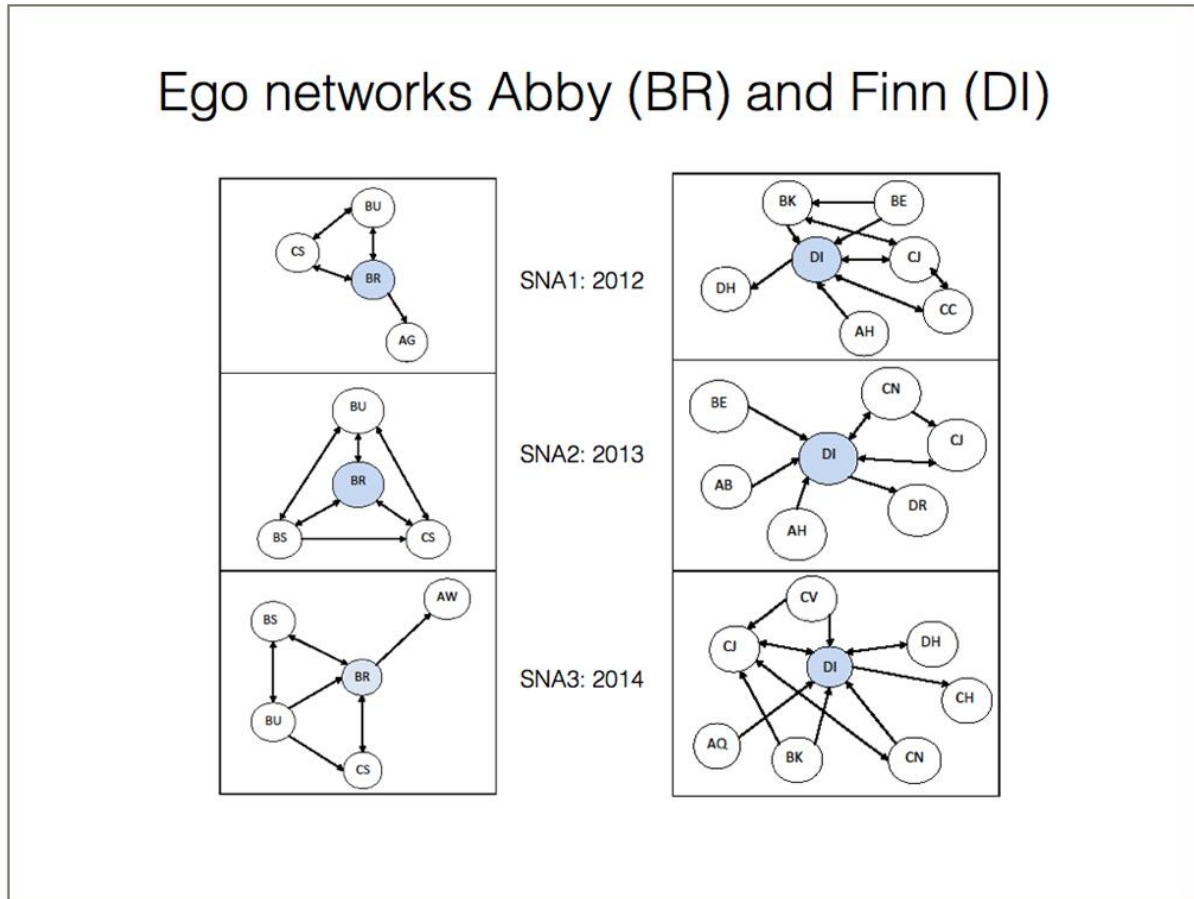 Ego networks Abby (BR) and Finn (DI)
BU
CS
BR
AG
SNA1: 2012
BK
BE
DI
CJ
DH
CC
AH
BU
BR
BS
CS
SNA2: 2013
CN
BE
CJ
DI
AB
DR
AH
AW
BS
BR
BU
CS
SNA3: 2014
CV
DH
CJ
DI
CH
AQ
BK
CN